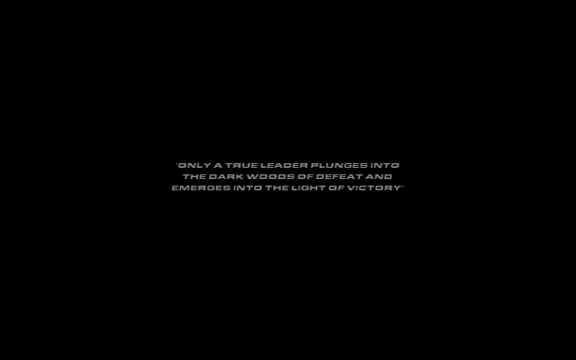 "ONLY A TRUE LEADER PLUNGES INTO
THE DARK WOODS OF DEFEAT AND
EMERGES INTO THE LIGHT OF VICTORY"